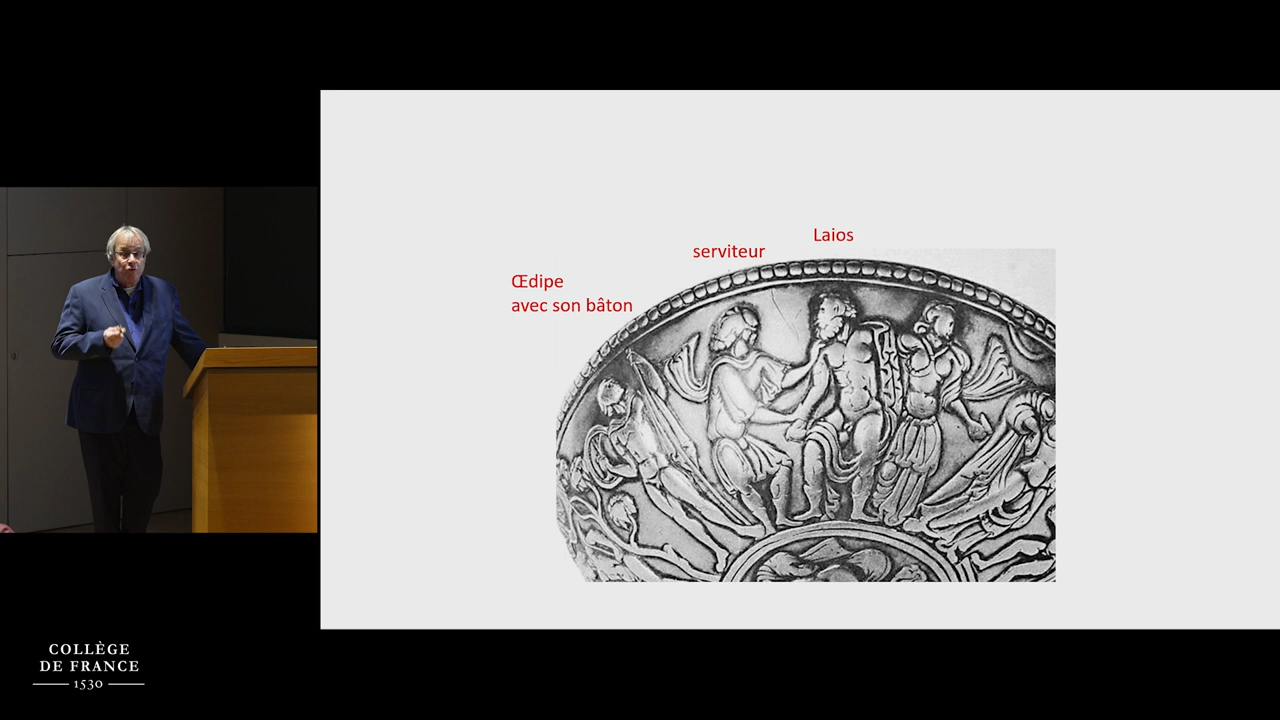 Laios
serviteur
Œdipe
avec son bâton
COLLÈGE
DE FRANCE
1530